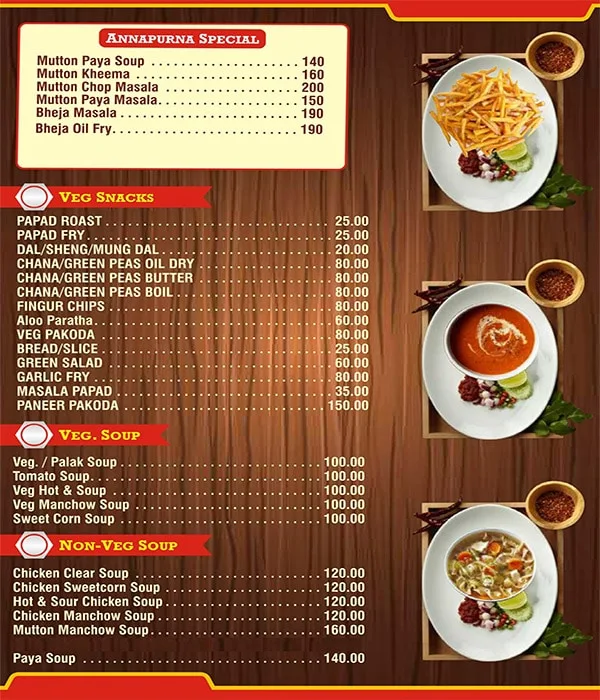 ANNAPURNA SPECIAL
Mutton Paya Soup .................... 140
Mutton Kheema ...................... 160
Mutton Chop Masala ................ 200
Mutton Paya Masala.................. 150
Bheja Masala .......................... 190
Bheja Oil Fry........................... 190
VEG SNACKS
PAPAD ROAST ........................ 25.00
PAPAD FRY............................ 25.00
DAL/SHENG/MUNG DAL ............... 20.00
CHANA/GREEN PEAS OIL DRY .......... 80.00
CHANA/GREEN PEAS BUTTER .......... 80.00
CHANA/GREEN PEAS BOIL ............ 80.00
FINGUR CHIPS ....................... 80.00
Aloo Paratha.......................... 60.00
VEG PAKODA ......................... 80.00
BREAD/SLICE ........................ 25.00
GREEN SALAD ........................ 60.00
GARLIC FRY .......................... 80.00
MASALA PAPAD ....................... 35.00
PANEER PAKODA ..................... 150.00
VEG. SOUP
Veg. / Palak Soup .................... 100.00
Tomato Soup......................... 100.00
Veg Hot & Soup ...................... 100.00
Veg Manchow Soup .................. 100.00
Sweet Corn Soup .................... 100.00
NON-VEG SOUP
Chicken Clear Soup ................. 120.00
Chicken Sweetcorn Soup ............ 120.00
Hot & Sour Chicken Soup ............ 120.00
Chicken Manchow Soup ............. 120.00
Mutton Manchow Soup............... 160.00
Paya Soup .......................... 140.00